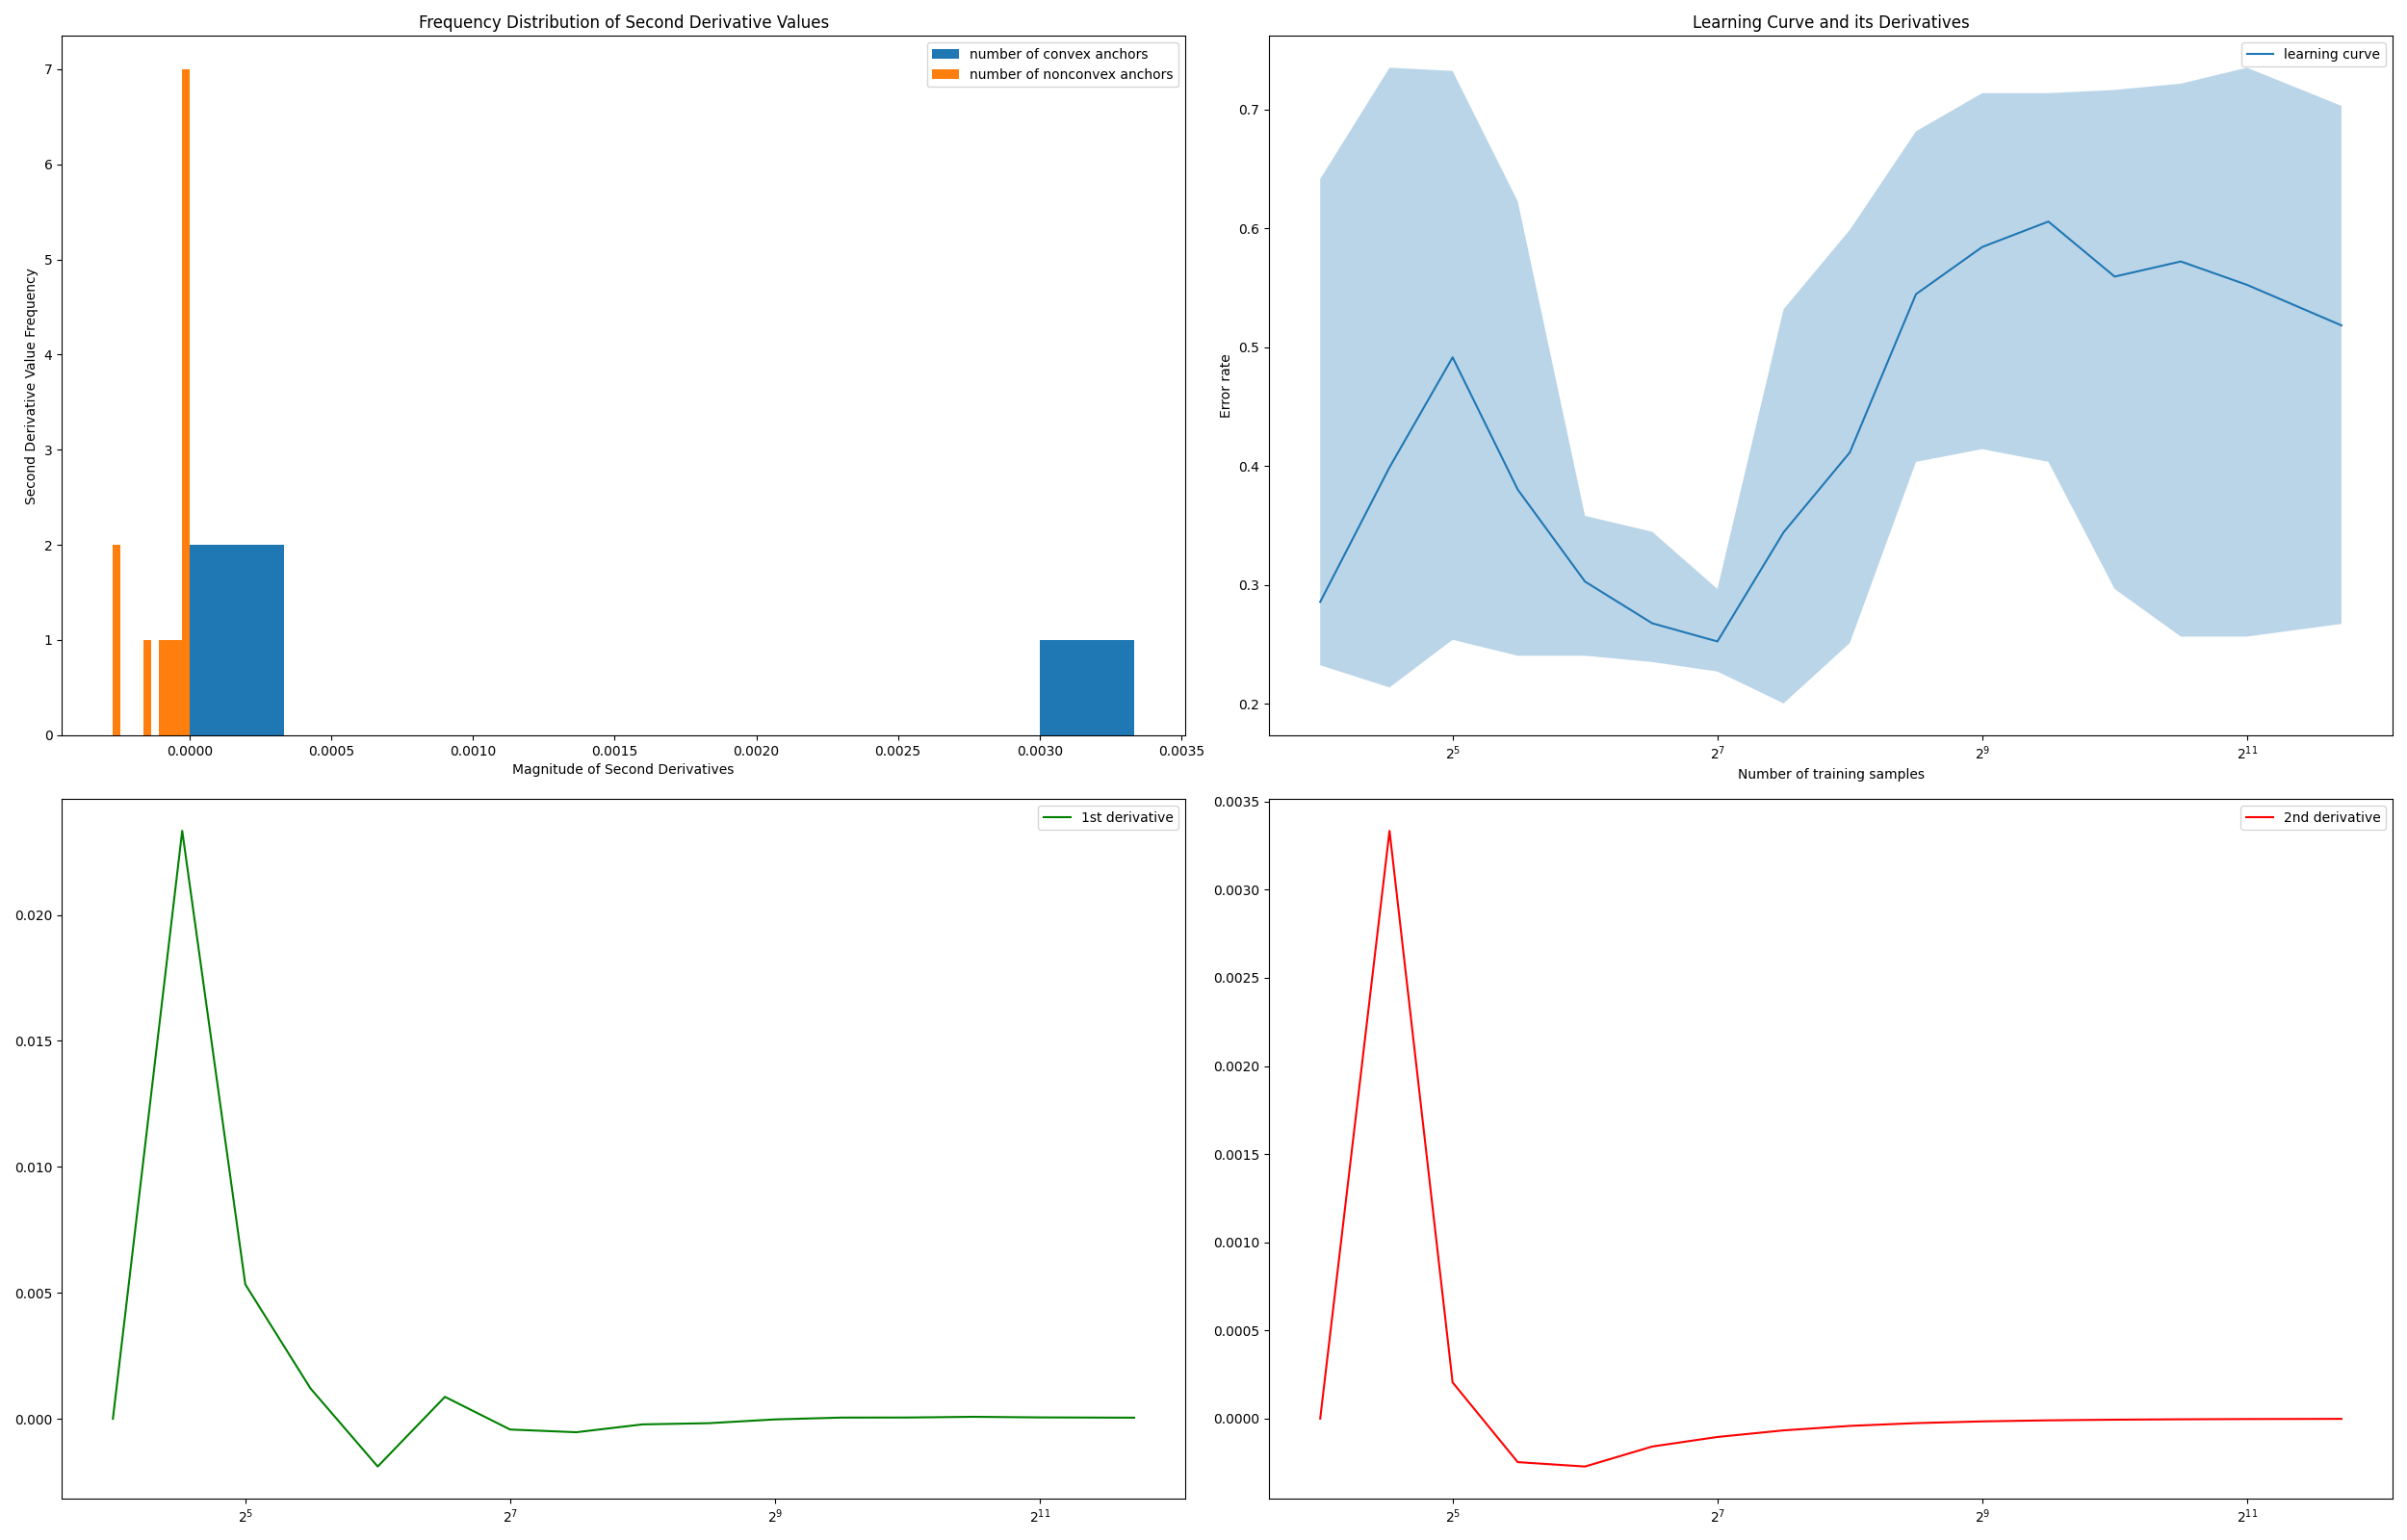 Frequency Distribution of Second Derivative Values
number of convex anchors
number of nonconvex anchors
7
6
5
4
3
2
1
0
Second Derivative Value Frequency
0.0000 0.0005 0.0010 0.0015 0.0020 0.0025 0.0030 0.0035
Magnitude of Second Derivatives
Learning Curve and its Derivatives
learning curve
0.7
0.6
0.5
0.4
0.3
0.2
Error rate
2^5 2^7 2^9 2^11
Number of training samples
1st derivative
0.020
0.015
0.010
0.005
0.000
2^5 2^7 2^9 2^11
2nd derivative
0.0035
0.0030
0.0025
0.0020
0.0015
0.0010
0.0005
0.0000
2^5 2^7 2^9 2^11